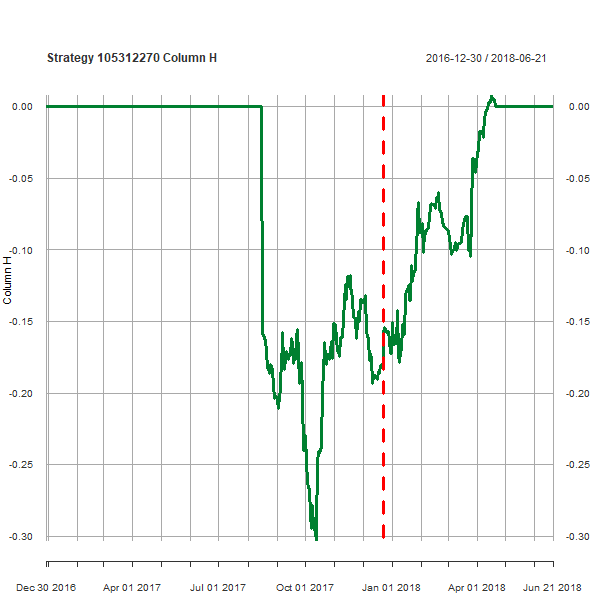 Strategy 105312270 Column H
2016-12-30 / 2018-06-21
0.00 0.00
-0.05 -0.05
-0.10 -0.10
Column H
-0.15 -0.15
-0.20 -0.20
-0.25 -0.25
-0.30 -0.30
Dec 30 2016 Apr 01 2017 Jul 01 2017 Oct 01 2017 Jan 01 2018 Apr 01 2018 Jun 21 2018